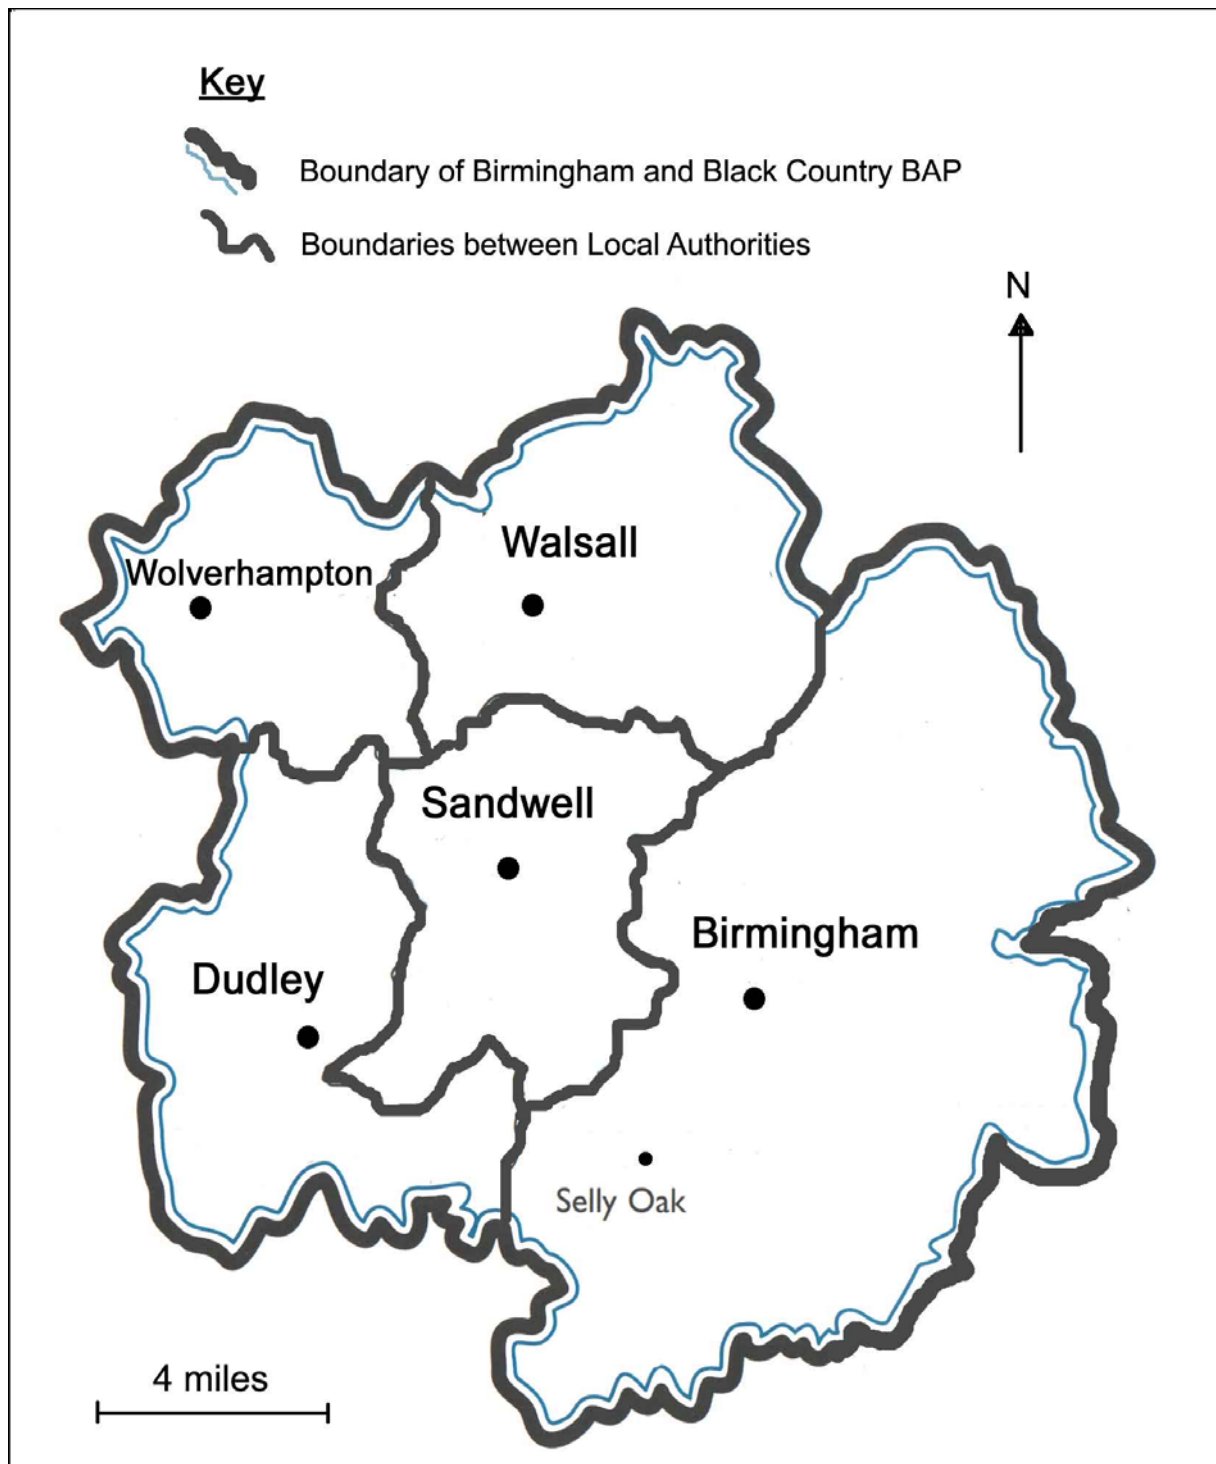 Key
Boundary of Birmingham and Black Country BAP
Boundaries between Local Authorities
N
Walsall
Wolverhampton
Sandwell
Birmingham
Dudley
Selly Oak
4 miles